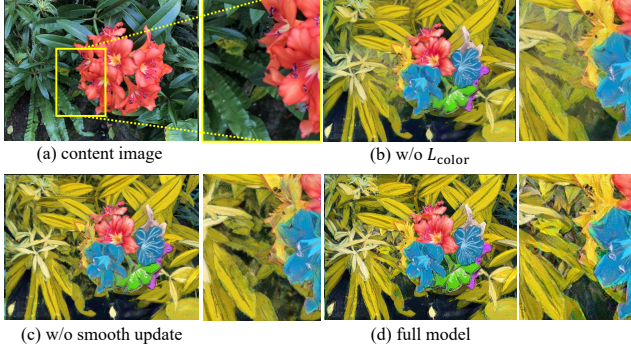 (a) content image
(b) w/o L_color
(c) w/o smooth update
(d) full model